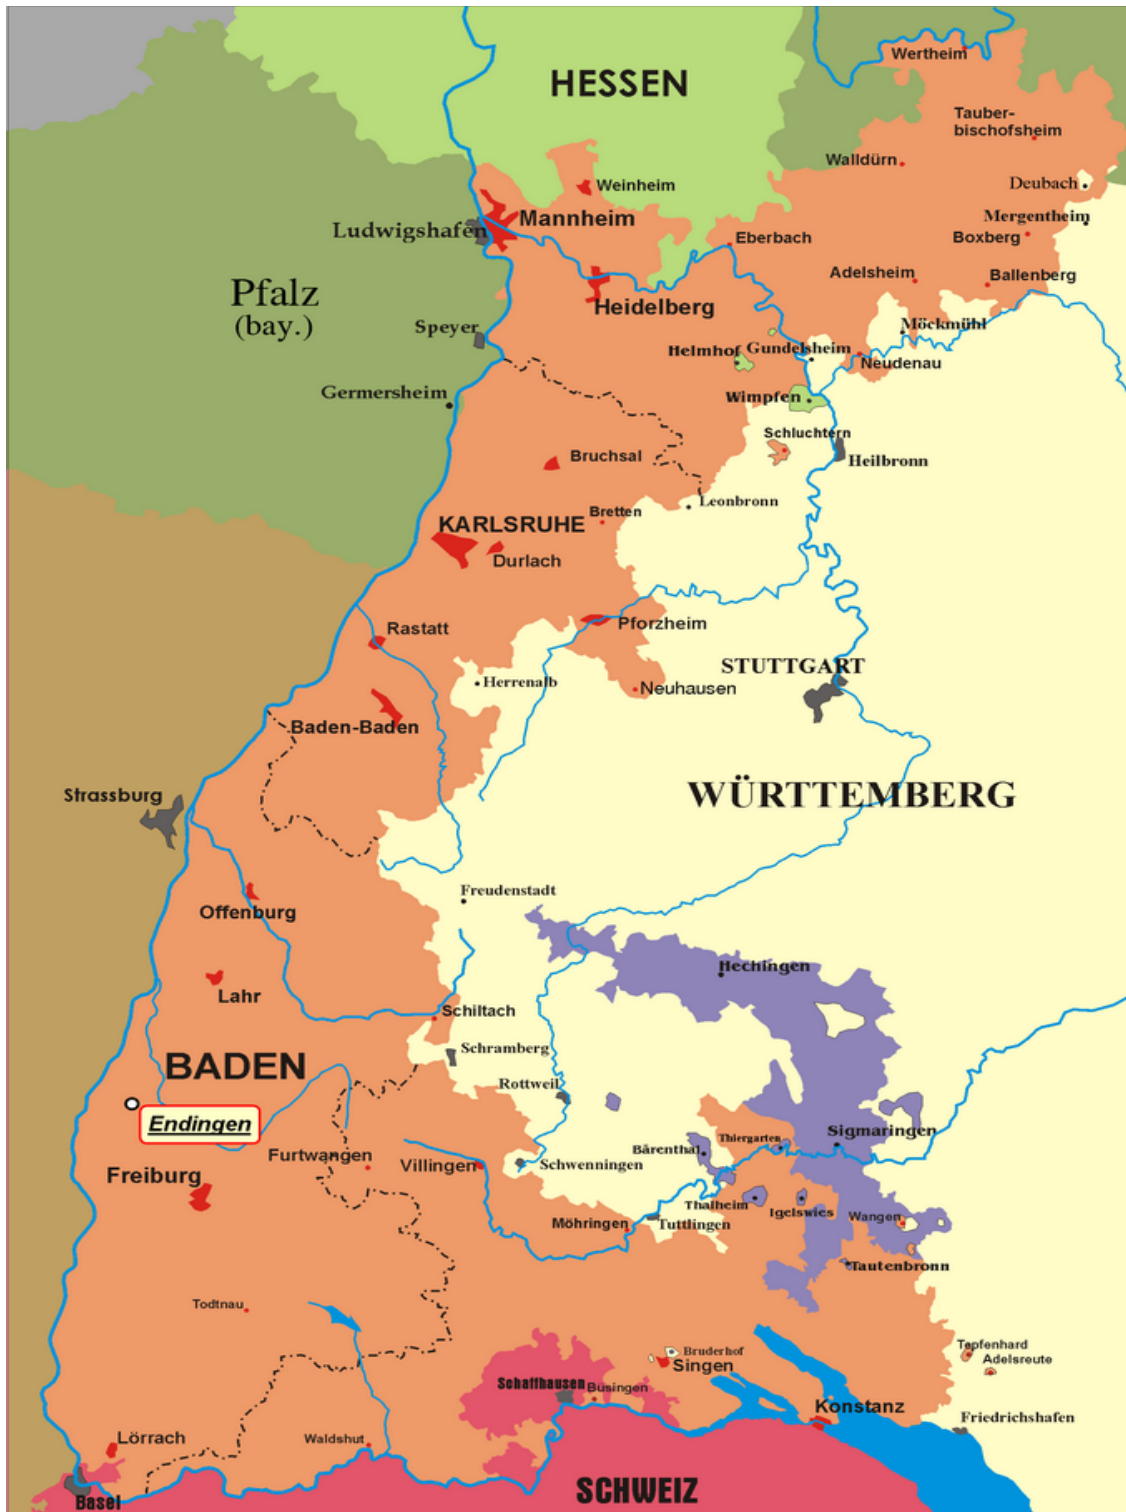 HESSEN
Wertheim
Tauber-
bischofsheim
Walldürn
Deubach
Weinheim
Mannheim
Mergentheim
Ludwigshafen
Eberbach
Boxberg
Adelsheim
Ballenberg
Pfalz
(bay.)
Heidelberg
Speyer
Möckmühl
Helmhof
Gundelsheim
Neudenau
Germersheim
Wimpfen
Schluchtern
Bruchsal
Heilbronn
Leonbronn
Bretten
KARLSRUHE
Durlach
Rastatt
Pforzheim
STUTTGART
Herrenalb
Neuhausen
Baden-Baden
Strassburg
WÜRTTEMBERG
Freudenstadt
Offenburg
Hechingen
Lahr
Schiltach
Schramberg
BADEN
Rottweil
Endingen
Sigmaringen
Thiergarten
Bärenthal
Furtwangen
Villingen
Schwenningen
Freiburg
Thalheim
Igelswies
Wangen
Möhringen
Tuttlingen
Tautenbronn
Todtnau
Tepfenhard
Bruderhof
Adelsreute
Singen
Schaffhausen
Büsingen
Konstanz
Friedrichshafen
Lörrach
Waldshut
SCHWEIZ
Basel